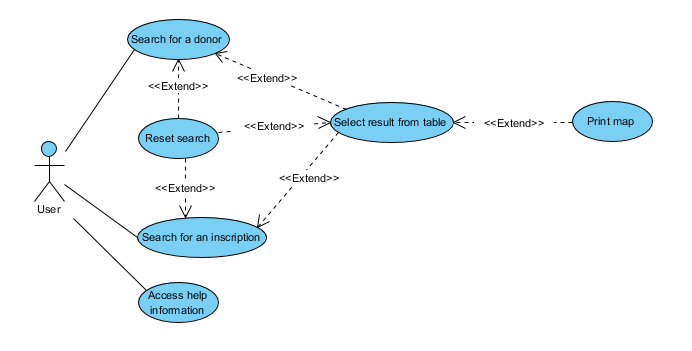 Search for a donor
<<Extend>>
<<Extend>>
Reset search
<<Extend>>
Select result from table
<<Extend>>
Print map
<<Extend>>
<<Extend>>
User
Search for an inscription
Access help
information